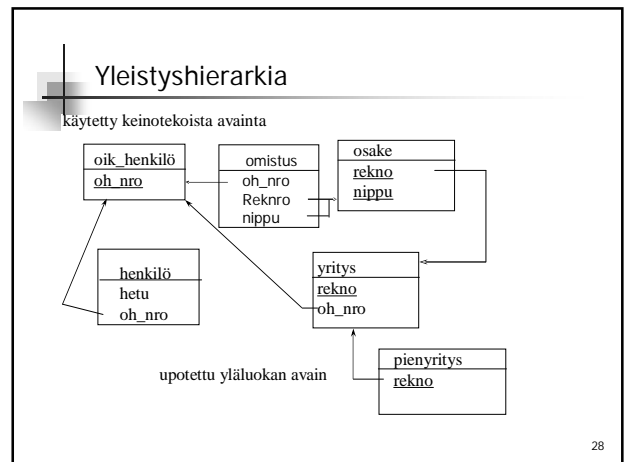 Yleistyshierarkia
käytetty keinotekoista avainta
oik_henkilö
oh_nro
omistus
oh_nro
Reknro
nippu
osake
rekno
nippu
henkilö
hetu
oh_nro
yritys
rekno
oh_nro
upotettu yläluokan avain
pienyritys
rekno
28